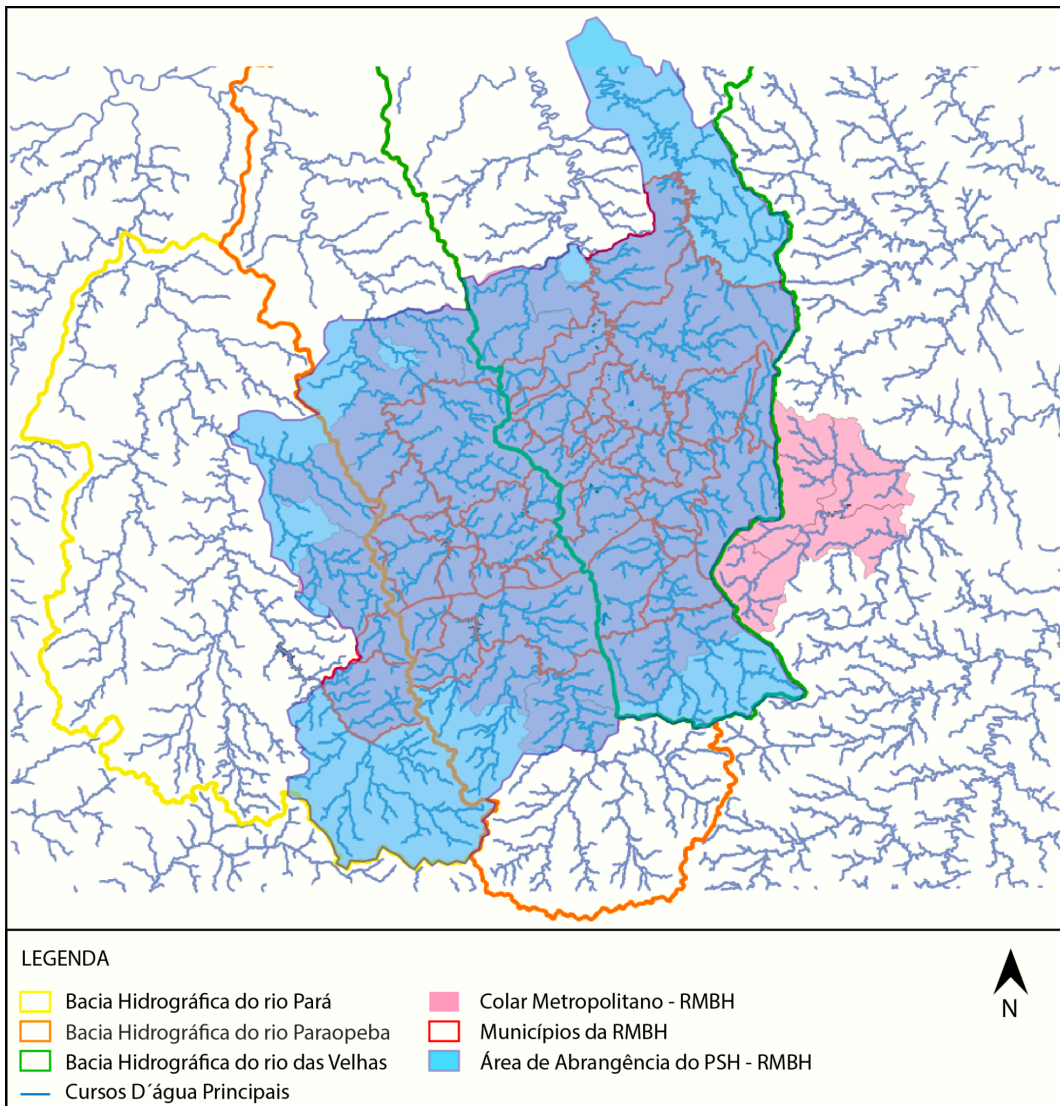 LEGENDA
Bacia Hidrográfica do rio Pará
Bacia Hidrográfica do rio Paraopeba
Bacia Hidrográfica do rio das Velhas
Cursos D´água Principais
Colar Metropolitano - RMBH
Municípios da RMBH
Área de Abrangência do PSH - RMBH
N